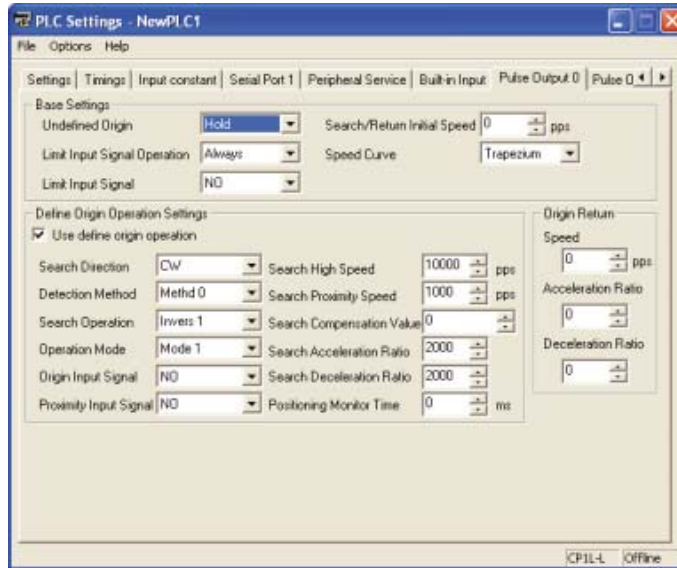 PLC Settings - NewPLC1
File Options Help
Settings Timings Input constant Serial Port 1 Peripheral Service Built-in Input Pulse Output 0 Pulse O
Base Settings
Undefined Origin Hold Search/Return Initial Speed 0 pps
Limit Input Signal Operation Always Speed Curve Trapezium
Limit Input Signal NO
Define Origin Operation Settings Origin Return
Use define origin operation Speed
Search Direction CW Search High Speed 10000 pps 0 pps
Detection Method Methd 0 Search Proximity Speed 1000 pps Acceleration Ratio
Search Operation Invers 1 Search Compensation Value 0 0
Operation Mode Mode 1 Search Acceleration Ratio 2000 Deceleration Ratio
Origin Input Signal NO Search Deceleration Ratio 2000 0
Proximity Input Signal NO Positioning Monitor Time 0 ms
CP1L-L Offline